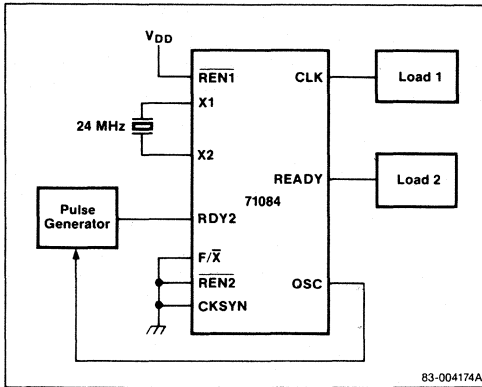 VDD
REN1
CLK
Load 1
X1
24 MHz
X2
READY
Load 2
71084
Pulse
Generator
RDY2
F/X
REN2
OSC
CKSYN
83-004174A